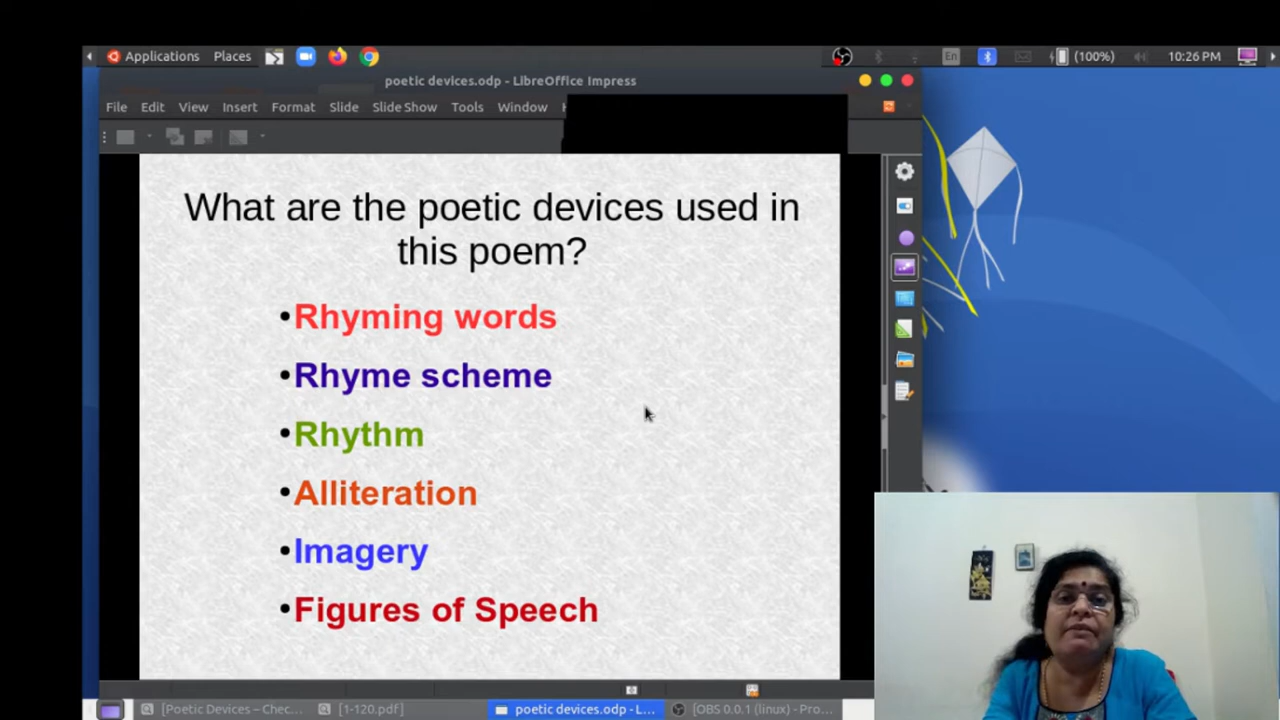 Applications Places En (100%) 10:26 PM
poetic devices.odp - LibreOffice Impress
File Edit View Insert Format Slide Slide Show Tools Window
What are the poetic devices used in
this poem?
•Rhyming words
•Rhyme scheme
•Rhythm
•Alliteration
•Imagery
•Figures of Speech
[Poetic Devices – Chec... [1-120.pdf] poetic devices.odp - L... [OBS 0.0.1 (linux) - Pro...